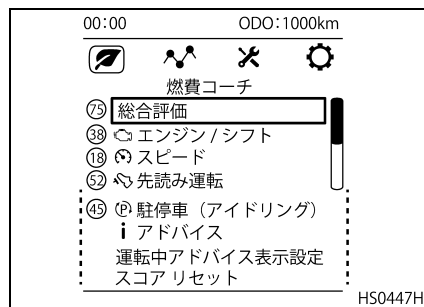 00:00 ODO:1000km
燃費コーチ
75 総合評価
38 エンジン / シフト
18 スピード
52 先読み運転
45 P 駐停車（アイドリング）
i アドバイス
運転中アドバイス表示設定
スコア リセット
HS0447H